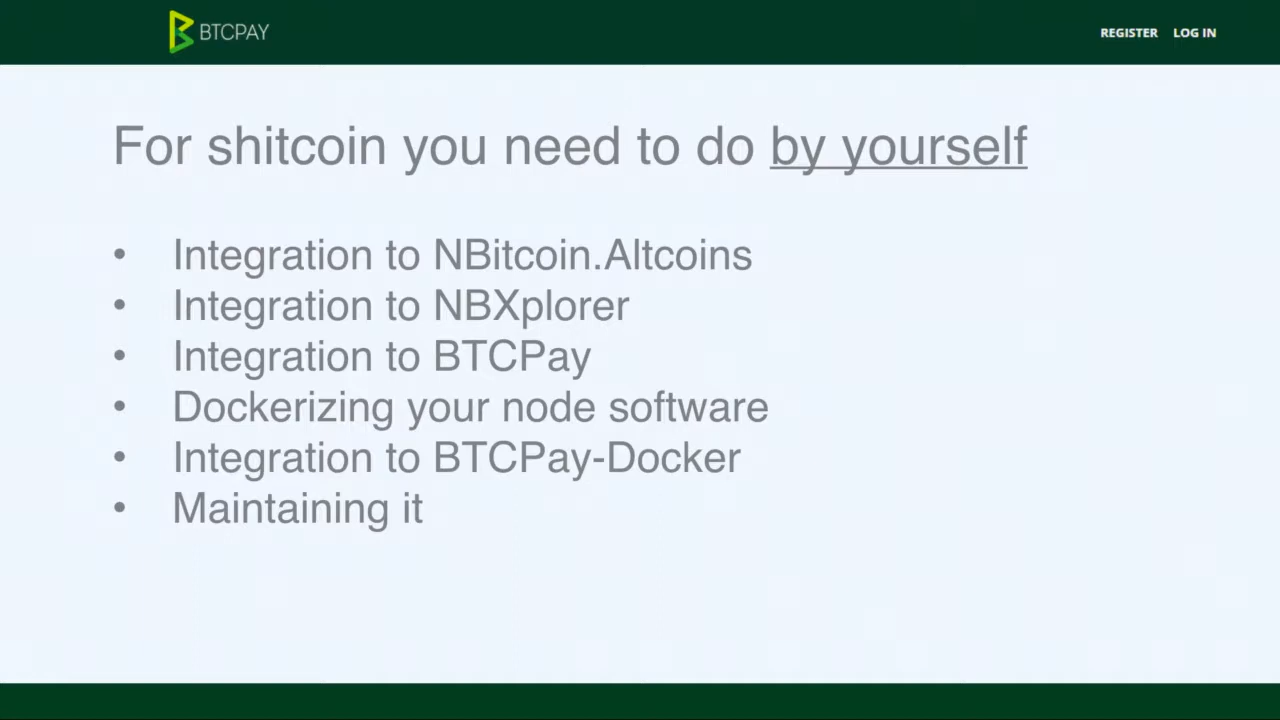 BTCPAY
REGISTER LOG IN
For shitcoin you need to do by yourself
• Integration to NBitcoin.Altcoins
• Integration to NBXplorer
• Integration to BTCPay
• Dockerizing your node software
• Integration to BTCPay-Docker
• Maintaining it